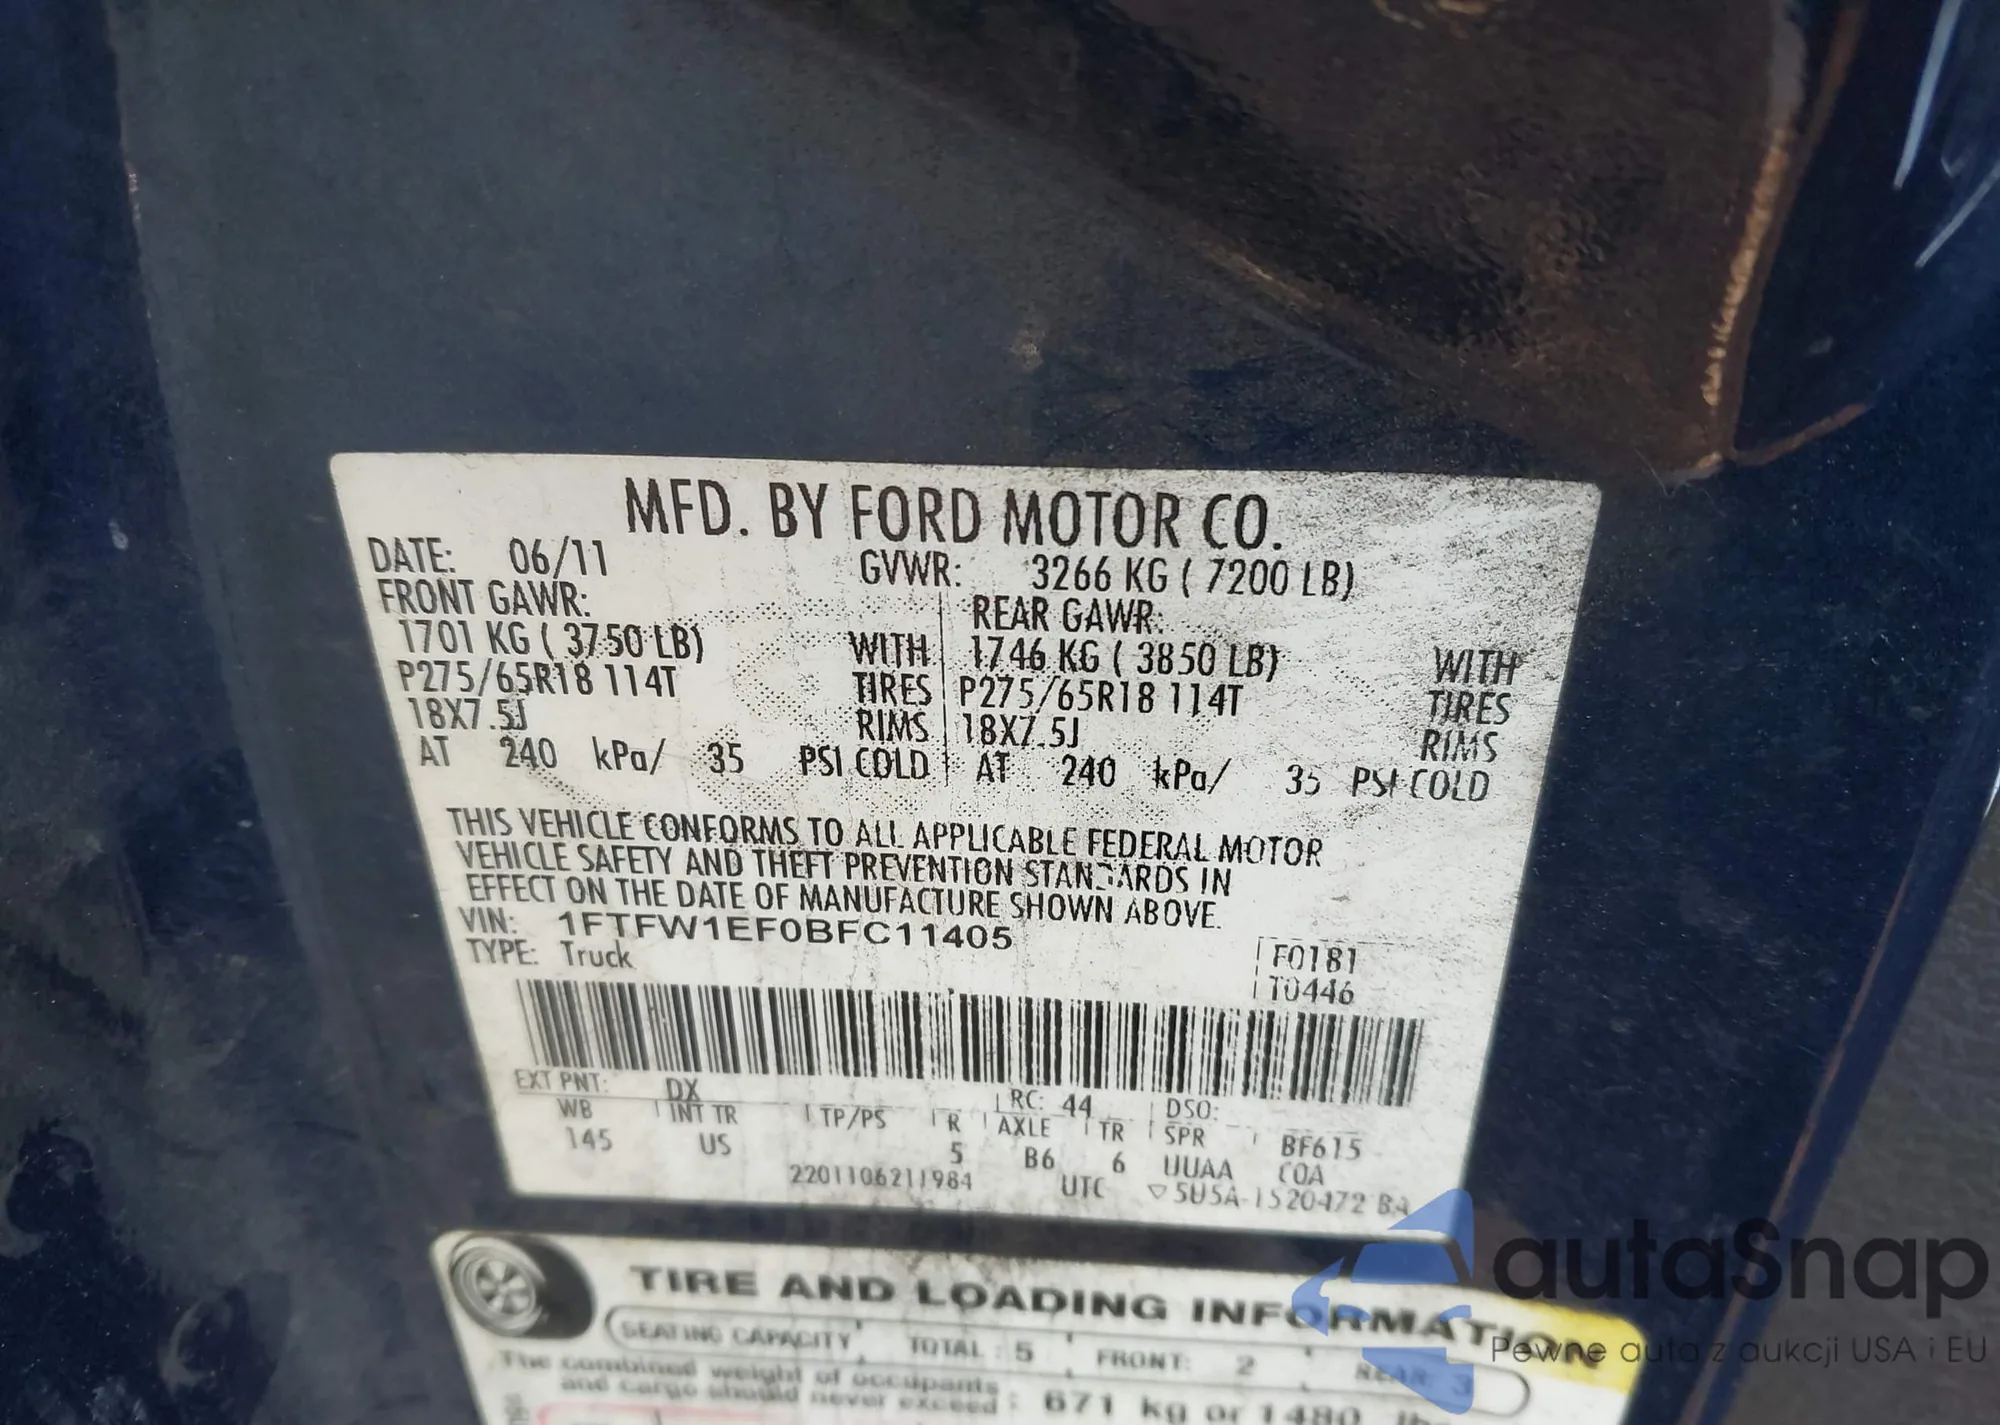 MFD. BY FORD MOTOR CO.
DATE: 06/11 GVWR: 3266 KG ( 7200 LB)
FRONT GAWR: REAR GAWR:
1701 KG ( 3750 LB) WITH 1746 KG ( 3850 LB) WITH
P275/65R18 114T TIRES P275/65R18 114T TIRES
18X7.5J RIMS 18X7.5J RIMS
AT 240 kPa/ 35 PSI COLD AT 240 kPa/ 35 PSI COLD
THIS VEHICLE CONFORMS TO ALL APPLICABLE FEDERAL MOTOR
VEHICLE SAFETY AND THEFT PREVENTION STANDARDS IN
EFFECT ON THE DATE OF MANUFACTURE SHOWN ABOVE.
VIN: 1FTFW1EF0BFC11405
TYPE: Truck F0181
T0446
EXT PNT: DX RC: 44 DSO:
WB INT TR TP/PS R AXLE TR SPR BF615
145 US 5 B6 6 UUAA COA
2201106211984 UTC ▽5U5A-1520472 BA
TIRE AND LOADING INFORMATION
SEATING CAPACITY TOTAL : 5 FRONT: 2 REAR: 3
The combined weight of occupants
and cargo should never exceed : 671 kg or 1480 lbs
autaSnap
Pewne auta z aukcji USA i EU